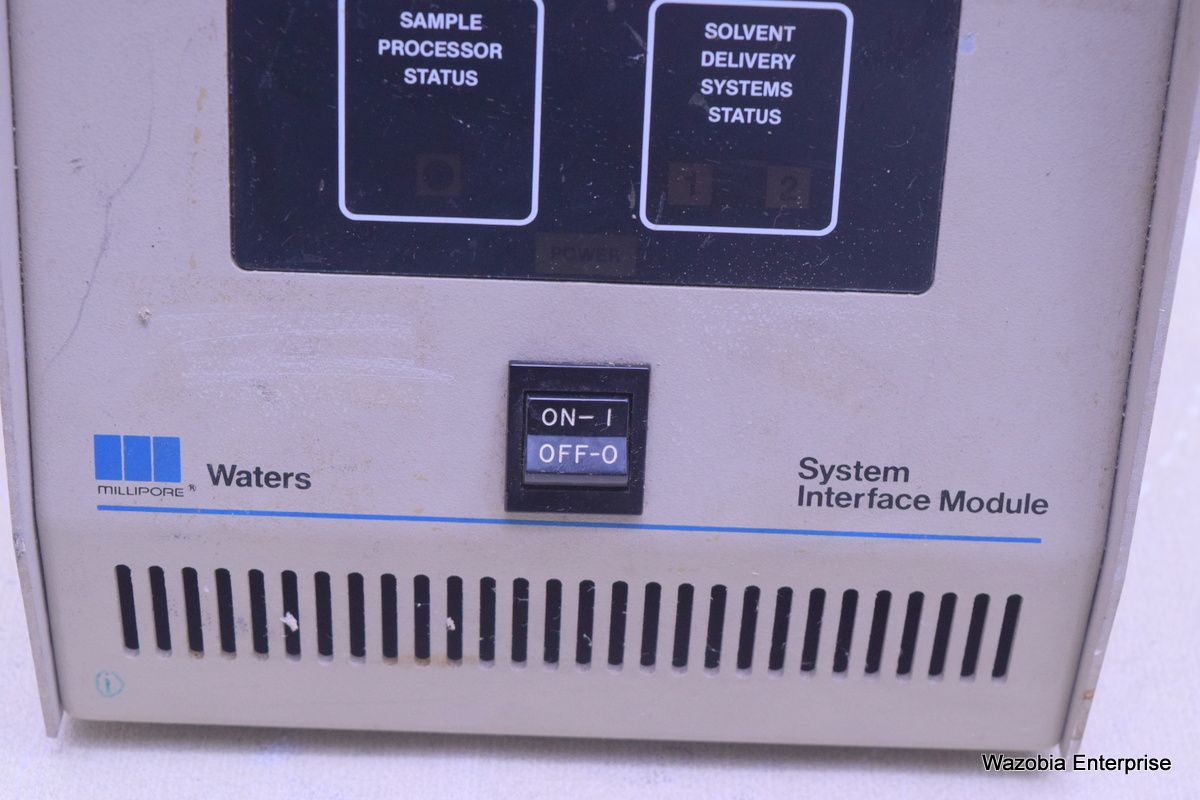 SAMPLE
PROCESSOR
STATUS
SOLVENT
DELIVERY
SYSTEMS
STATUS
1 2
POWER
ON- I
OFF-O
MILLIPORE® Waters
System
Interface Module
i
Wazobia Enterprise